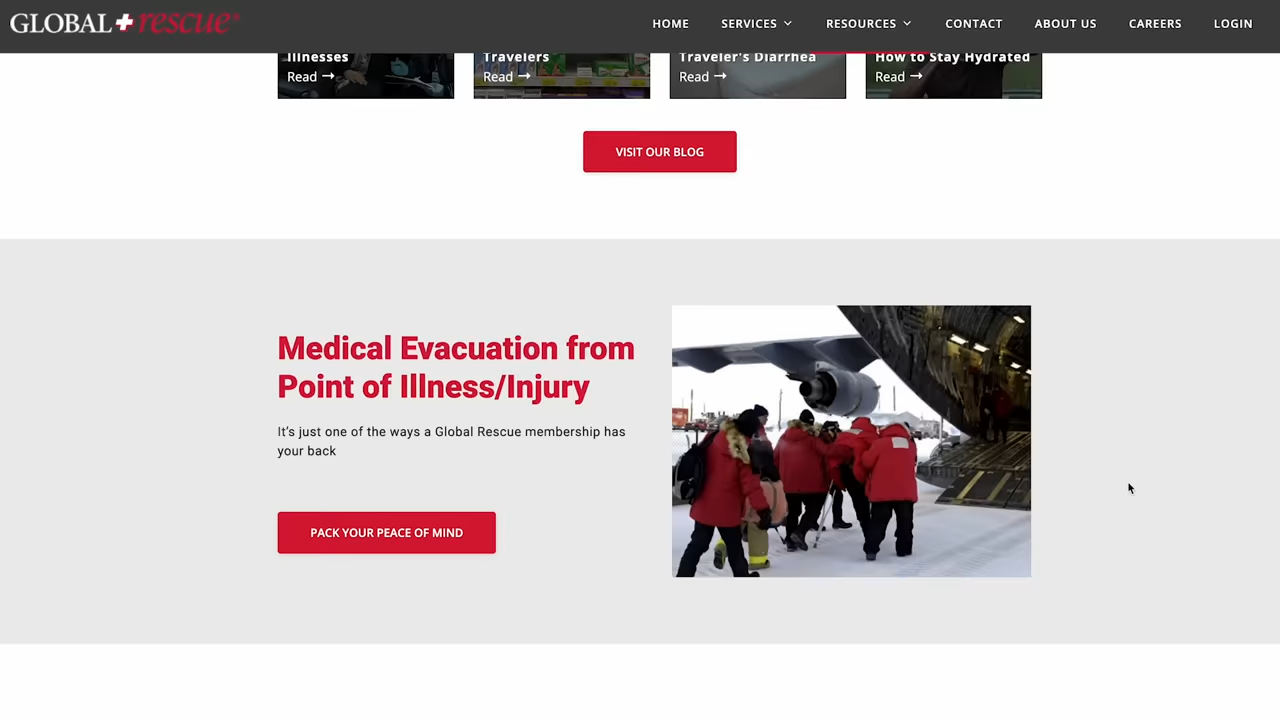 GLOBAL rescue
HOME SERVICES RESOURCES CONTACT ABOUT US CAREERS LOGIN
Illnesses
Read →
Travelers
Read →
Traveler's Diarrhea
Read →
How to Stay Hydrated
Read →
VISIT OUR BLOG
Medical Evacuation from
Point of Illness/Injury
It's just one of the ways a Global Rescue membership has
your back
PACK YOUR PEACE OF MIND